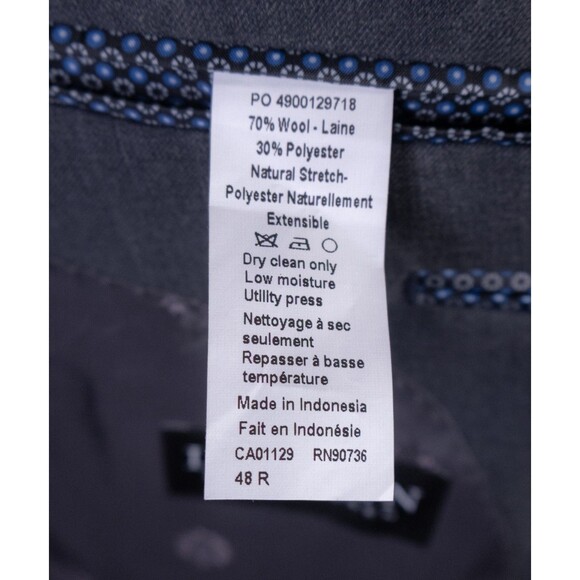 PO 4900129718
70% Wool - Laine
30% Polyester
Natural Stretch-
Polyester Naturellement
Extensible
Dry clean only
Low moisture
Utility press
Nettoyage à sec
seulement
Repasser à basse
température
Made in Indonesia
Fait en Indonésie
CA01129 RN90736
48 R